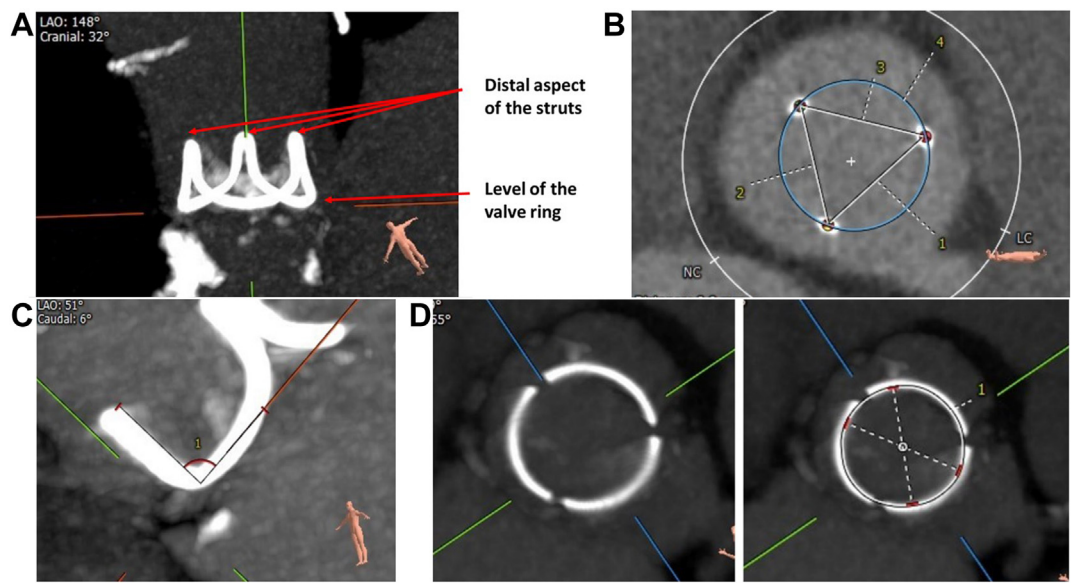 A
LAO: 148°
Cranial: 32°
Distal aspect
of the struts
Level of the
valve ring
B
1
2
3
4
NC
LC
C
LAO: 51°
Caudal: 6°
1
D
55°
1